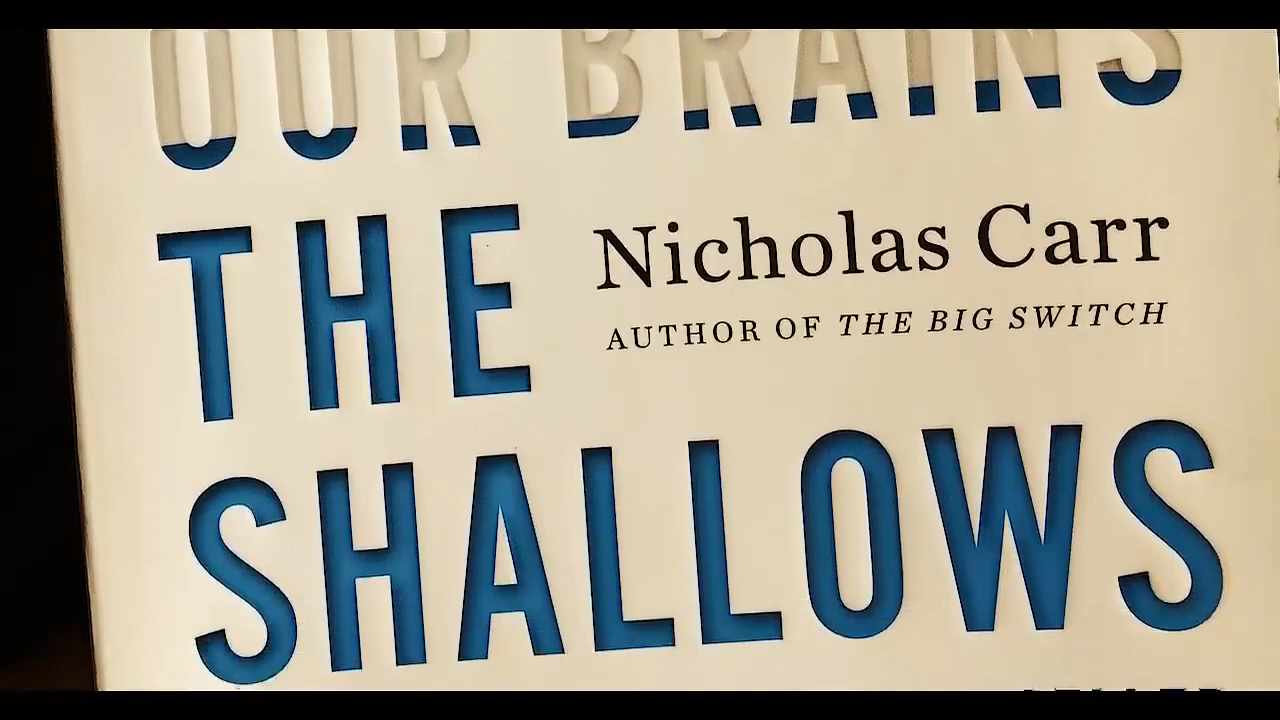 OUR BRAINS
THE
Nicholas Carr
AUTHOR OF THE BIG SWITCH
SHALLOWS